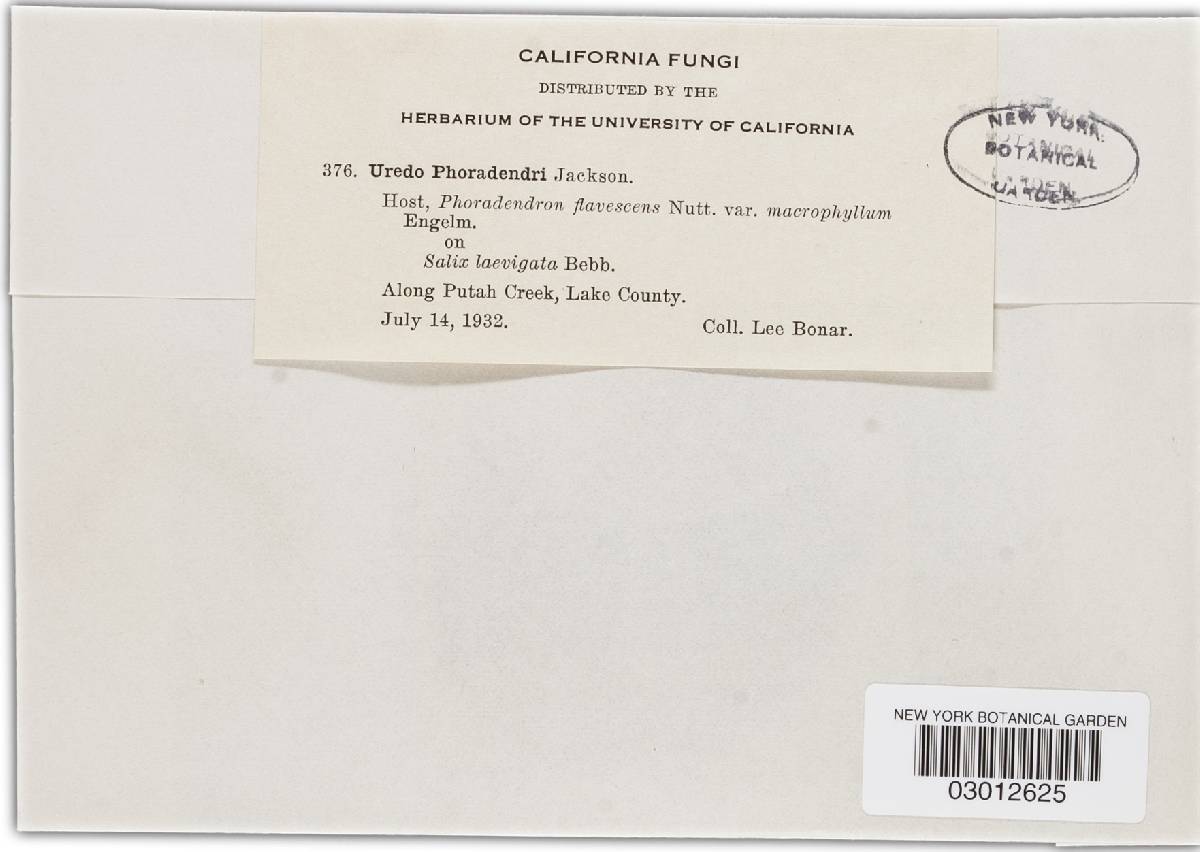 CALIFORNIA FUNGI
DISTRIBUTED BY THE
HERBARIUM OF THE UNIVERSITY OF CALIFORNIA
376. Uredo Phoradendri Jackson.
Host, Phoradendron flavescens Nutt. var. macrophyllum
Engelm.
on
Salix laevigata Bebb.
Along Putah Creek, Lake County.
July 14, 1932. Coll. Lee Bonar.
NEW YORK
BOTANICAL
GARDEN
NEW YORK BOTANICAL GARDEN
03012625